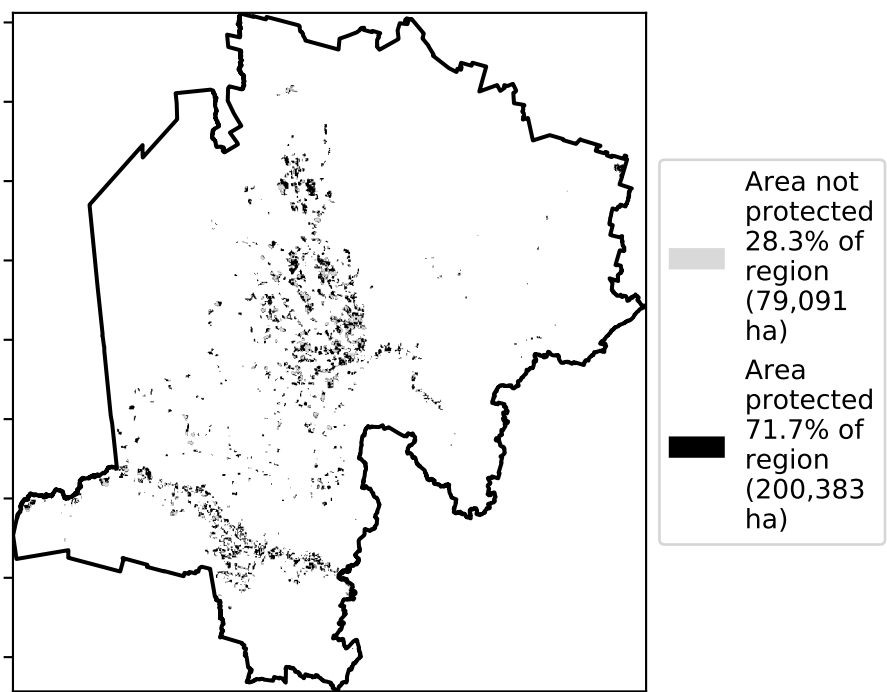 Area not
protected
28.3% of
region
(79,091
ha)
Area
protected
71.7% of
region
(200,383
ha)